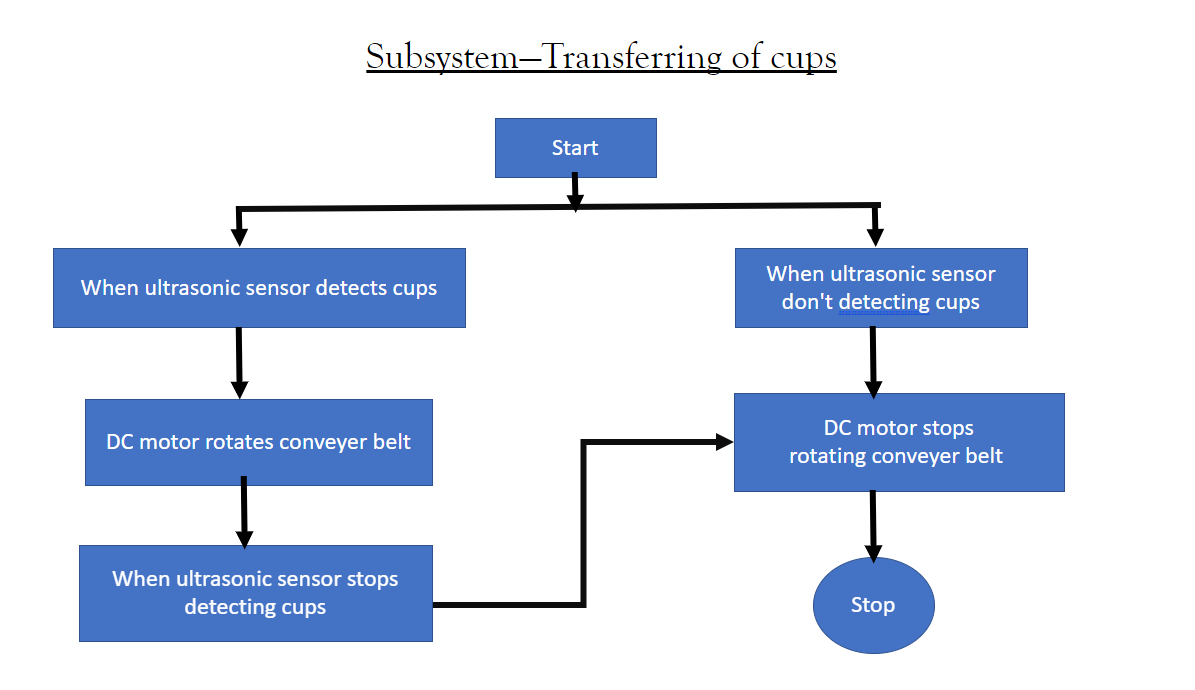 Subsystem—Transferring of cups
Start
When ultrasonic sensor detects cups
When ultrasonic sensor
don't detecting cups
DC motor rotates conveyer belt
DC motor stops
rotating conveyer belt
When ultrasonic sensor stops
detecting cups
Stop